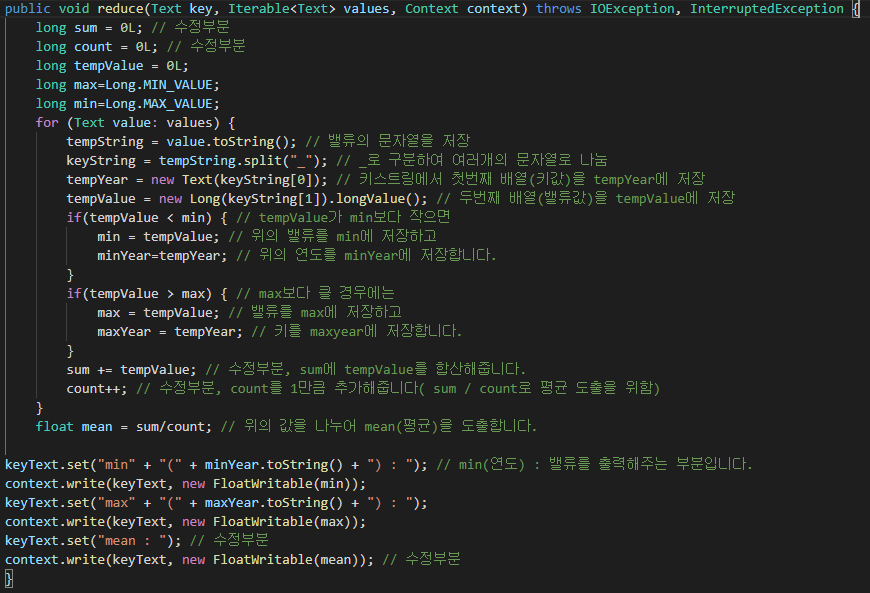 public void reduce(Text key, Iterable<Text> values, Context context) throws IOException, InterruptedException {
    long sum = 0L; // 수정부분
    long count = 0L; // 수정부분
    long tempValue = 0L;
    long max=Long.MIN_VALUE;
    long min=Long.MAX_VALUE;
    for (Text value: values) {
        tempString = value.toString(); // 밸류의 문자열을 저장
        keyString = tempString.split("_"); // _로 구분하여 여러개의 문자열로 나눔
        tempYear = new Text(keyString[0]); // 키스트링에서 첫번째 배열(키값)을 tempYear에 저장
        tempValue = new Long(keyString[1]).longValue(); // 두번째 배열(밸류값)을 tempValue에 저장
        if(tempValue < min) { // tempValue가 min보다 작으면
            min = tempValue; // 위의 밸류를 min에 저장하고
            minYear=tempYear; // 위의 연도를 minYear에 저장합니다.
        }
        if(tempValue > max) { // max보다 클 경우에는
            max = tempValue; // 밸류를 max에 저장하고
            maxYear = tempYear; // 키를 maxyear에 저장합니다.
        }
        sum += tempValue; // 수정부분, sum에 tempValue를 합산해줍니다.
        count++; // 수정부분, count를 1만큼 추가해줍니다( sum / count로 평균 도출을 위함)
    }
    float mean = sum/count; // 위의 값을 나누어 mean(평균)을 도출합니다.

keyText.set("min" + "(" + minYear.toString() + ") : "); // min(연도) : 밸류를 출력해주는 부분입니다.
context.write(keyText, new FloatWritable(min));
keyText.set("max" + "(" + maxYear.toString() + ") : ");
context.write(keyText, new FloatWritable(max));
keyText.set("mean : "); // 수정부분
context.write(keyText, new FloatWritable(mean)); // 수정부분
}